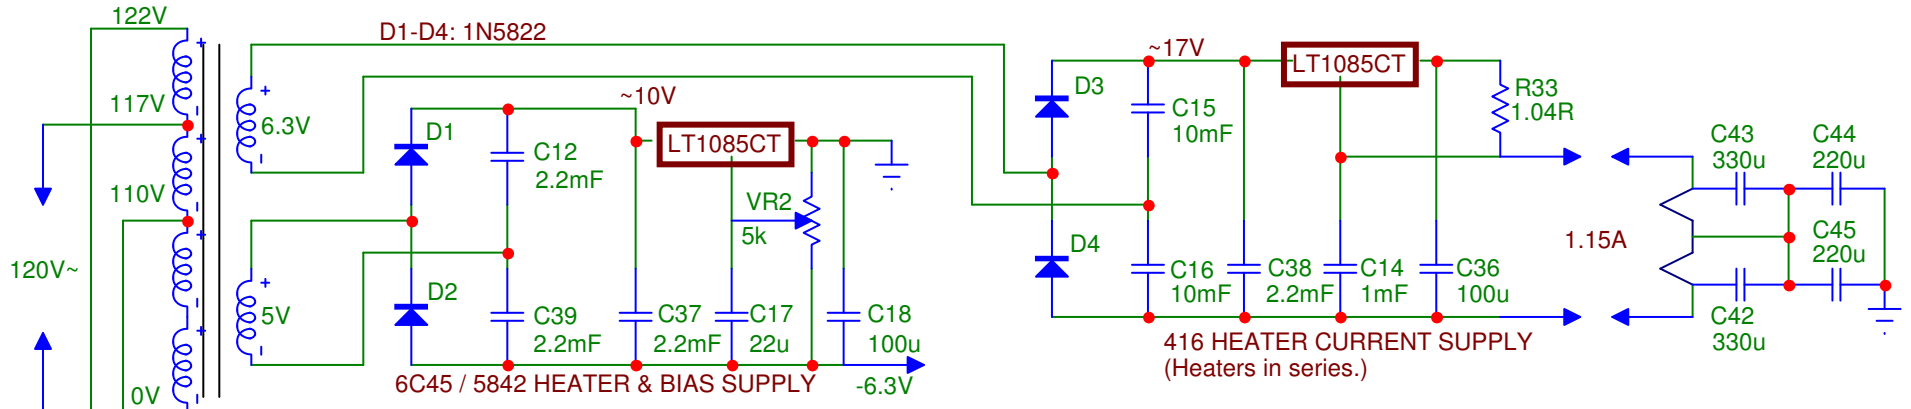 122V
117V
110V
120V~
0V
+
-
+
-
+
-
+
-
+
6.3V
-
+
5V
-
D1-D4: 1N5822
D1
D2
C12
2.2mF
C39
2.2mF
~10V
LT1085CT
VR2
5k
C37
2.2mF
C17
22u
C18
100u
-6.3V
6C45 / 5842 HEATER & BIAS SUPPLY
~17V
D3
D4
C15
10mF
C16
10mF
LT1085CT
R33
1.04R
C38
2.2mF
C14
1mF
C36
100u
416 HEATER CURRENT SUPPLY
(Heaters in series.)
1.15A
C43
330u
C44
220u
C45
220u
C42
330u